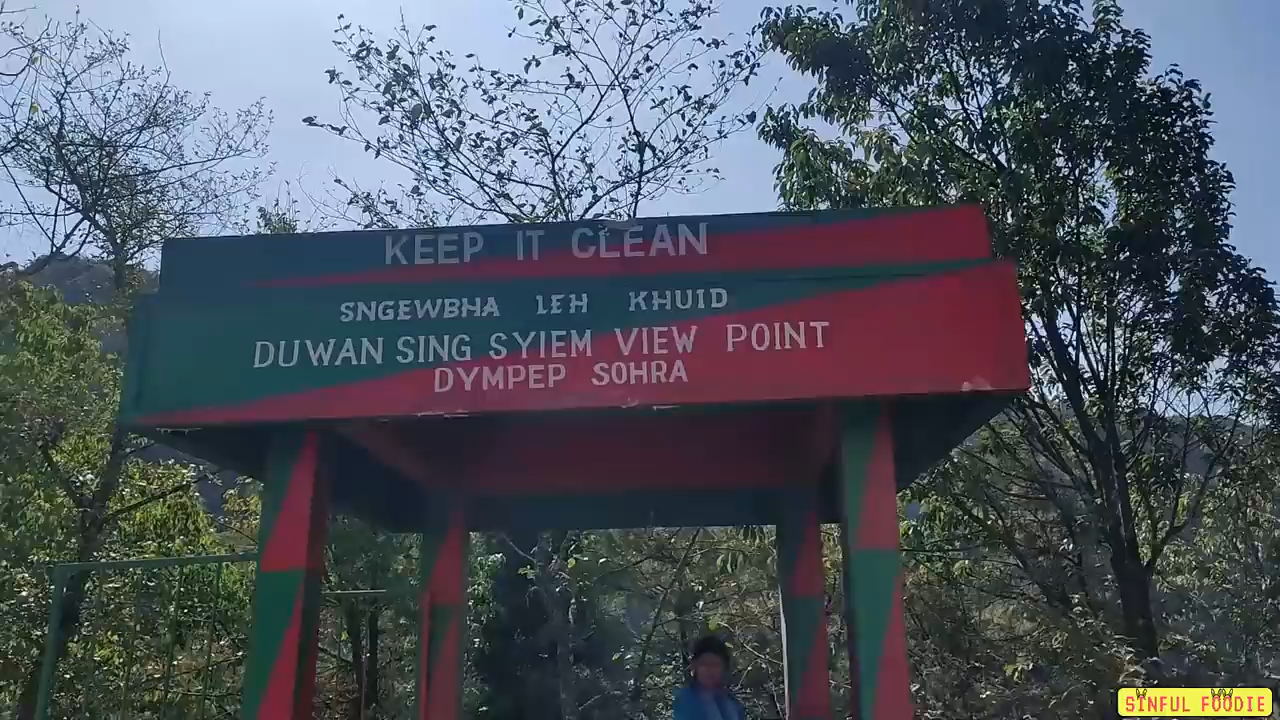 KEEP IT CLEAN
SNGEWBHA LEH KHUID
DUWAN SING SYIEM VIEW POINT
DYMPEP SOHRA
SINFUL FOODIE